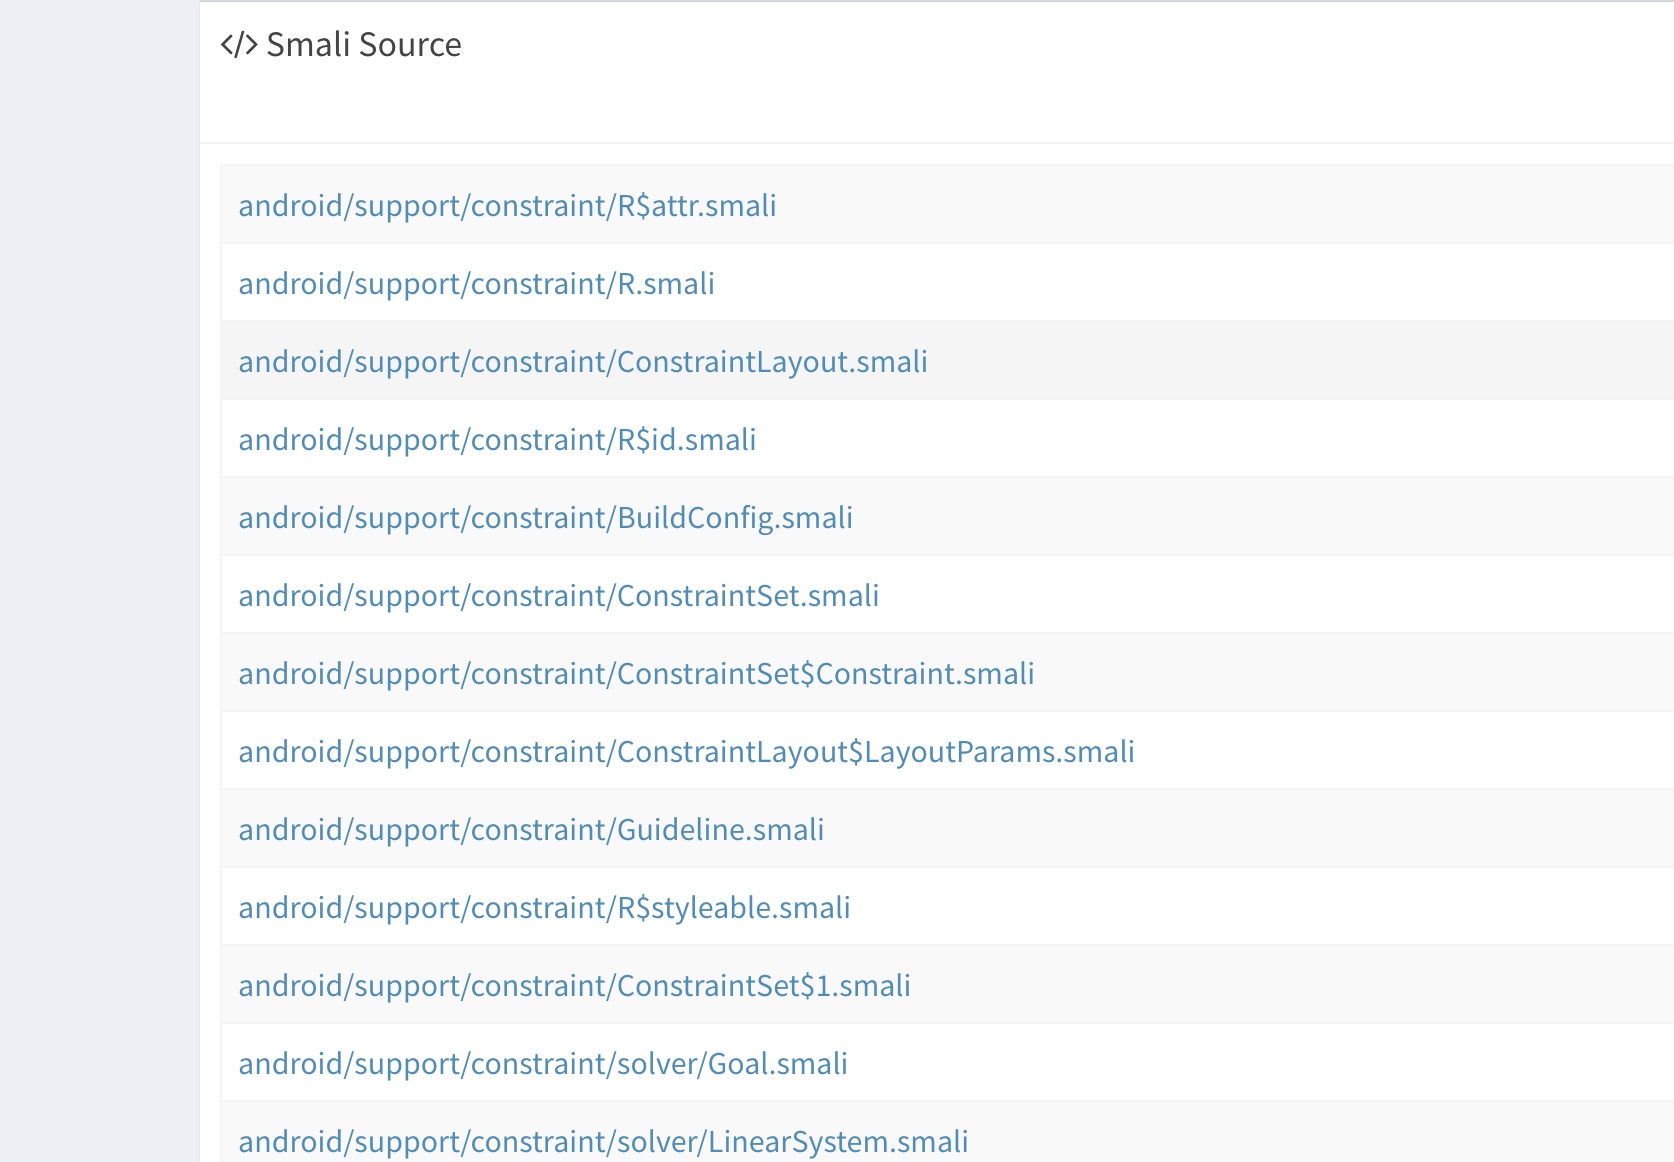 </> Smali Source
android/support/constraint/R$attr.smali
android/support/constraint/R.smali
android/support/constraint/ConstraintLayout.smali
android/support/constraint/R$id.smali
android/support/constraint/BuildConfig.smali
android/support/constraint/ConstraintSet.smali
android/support/constraint/ConstraintSet$Constraint.smali
android/support/constraint/ConstraintLayout$LayoutParams.smali
android/support/constraint/Guideline.smali
android/support/constraint/R$styleable.smali
android/support/constraint/ConstraintSet$1.smali
android/support/constraint/solver/Goal.smali
android/support/constraint/solver/LinearSystem.smali